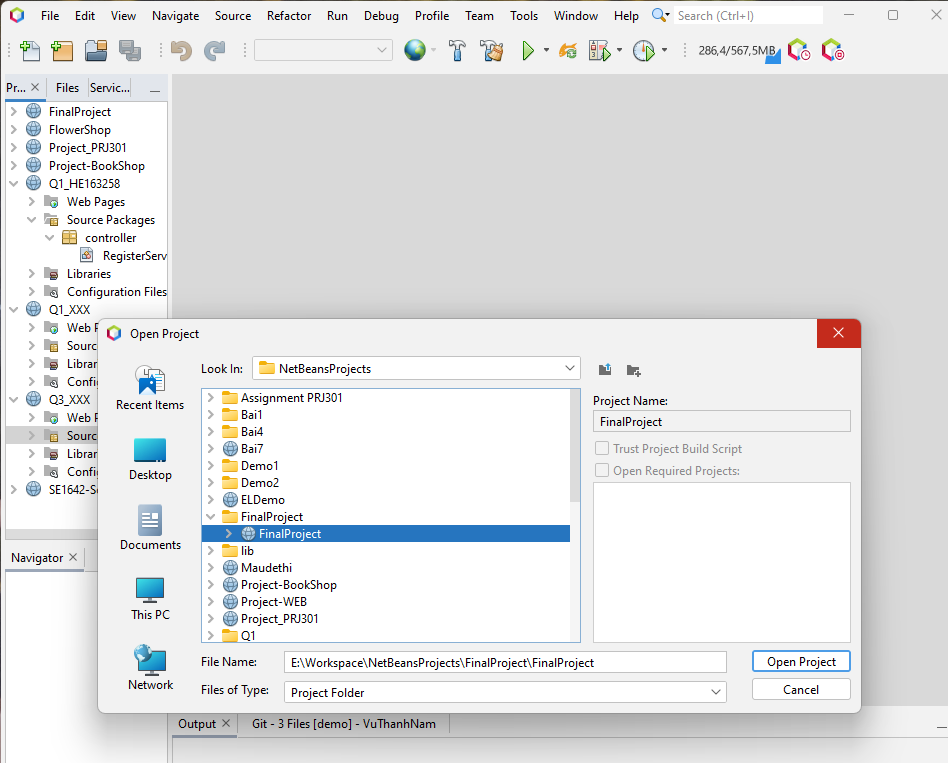 File Edit View Navigate Source Refactor Run Debug Profile Team Tools Window Help Search (Ctrl+I)
286,4/567,5MB
Pr... Files Servic...
FinalProject
FlowerShop
Project_PRJ301
Project-BookShop
Q1_HE163258
Web Pages
Source Packages
controller
RegisterServ
Libraries
Configuration Files
Q1_XXX
Web P
Sourc
Librar
Config
Q3_XXX
Web P
Sourc
Librar
Config
SE1642-S
Navigator
Open Project
Look In: NetBeansProjects
Recent Items
Desktop
Documents
This PC
Network
Assignment PRJ301
Bai1
Bai4
Bai7
Demo1
Demo2
ELDemo
FinalProject
FinalProject
lib
Maudethi
Project-BookShop
Project-WEB
Project_PRJ301
Q1
Project Name:
FinalProject
Trust Project Build Script
Open Required Projects:
File Name: E:\Workspace\NetBeansProjects\FinalProject\FinalProject
Files of Type: Project Folder
Open Project
Cancel
Output Git - 3 Files [demo] - VuThanhNam